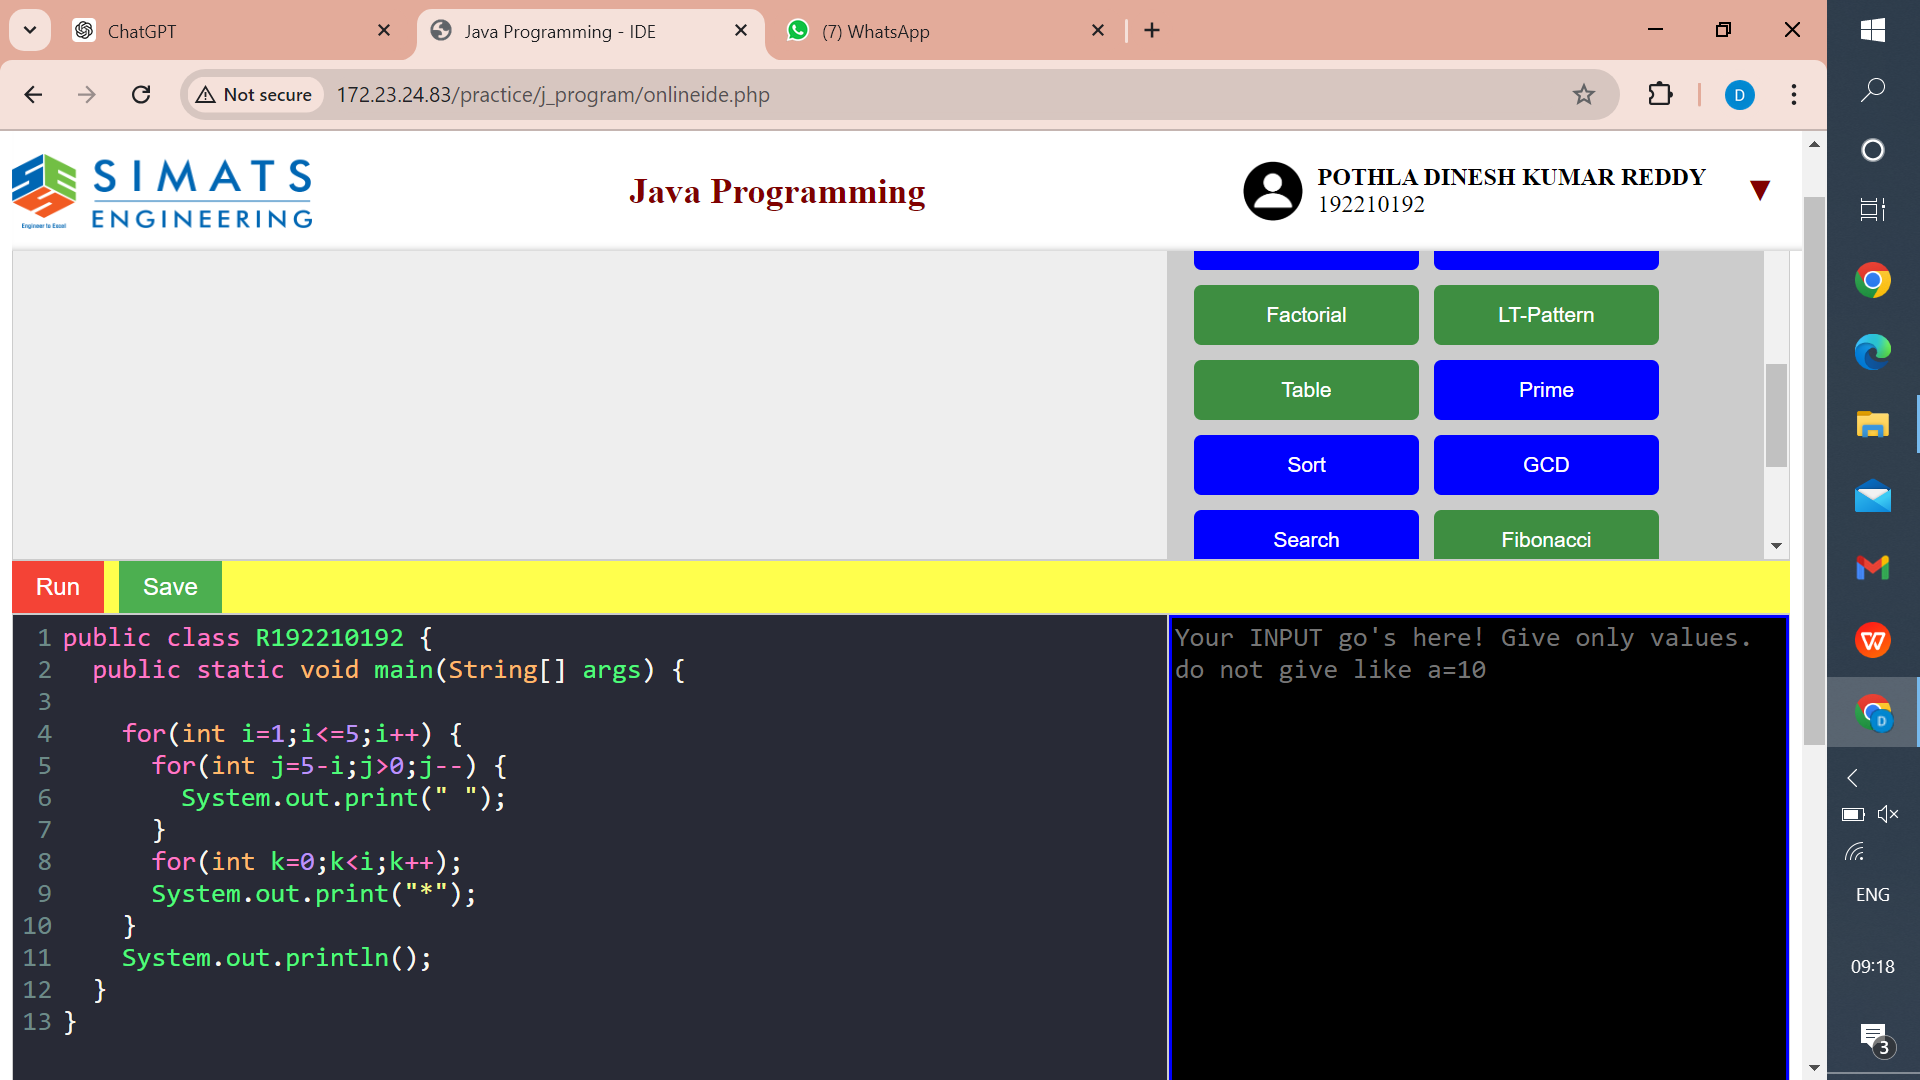 ChatGPT
Java Programming - IDE
(7) WhatsApp
Not secure
172.23.24.83/practice/j_program/onlineide.php
D
SIMATS
ENGINEERING
Engineer to Excel
Java Programming
POTHLA DINESH KUMAR REDDY
192210192
Factorial
LT-Pattern
Table
Prime
Sort
GCD
Search
Fibonacci
Run
Save
1 public class R192210192 {
2   public static void main(String[] args) {
3
4     for(int i=1;i<=5;i++) {
5       for(int j=5-i;j>0;j--) {
6         System.out.print(" ");
7       }
8       for(int k=0;k<i;k++);
9       System.out.print("*");
10     }
11     System.out.println();
12   }
13 }
Your INPUT go's here! Give only values.
do not give like a=10
D
ENG
09:18
3